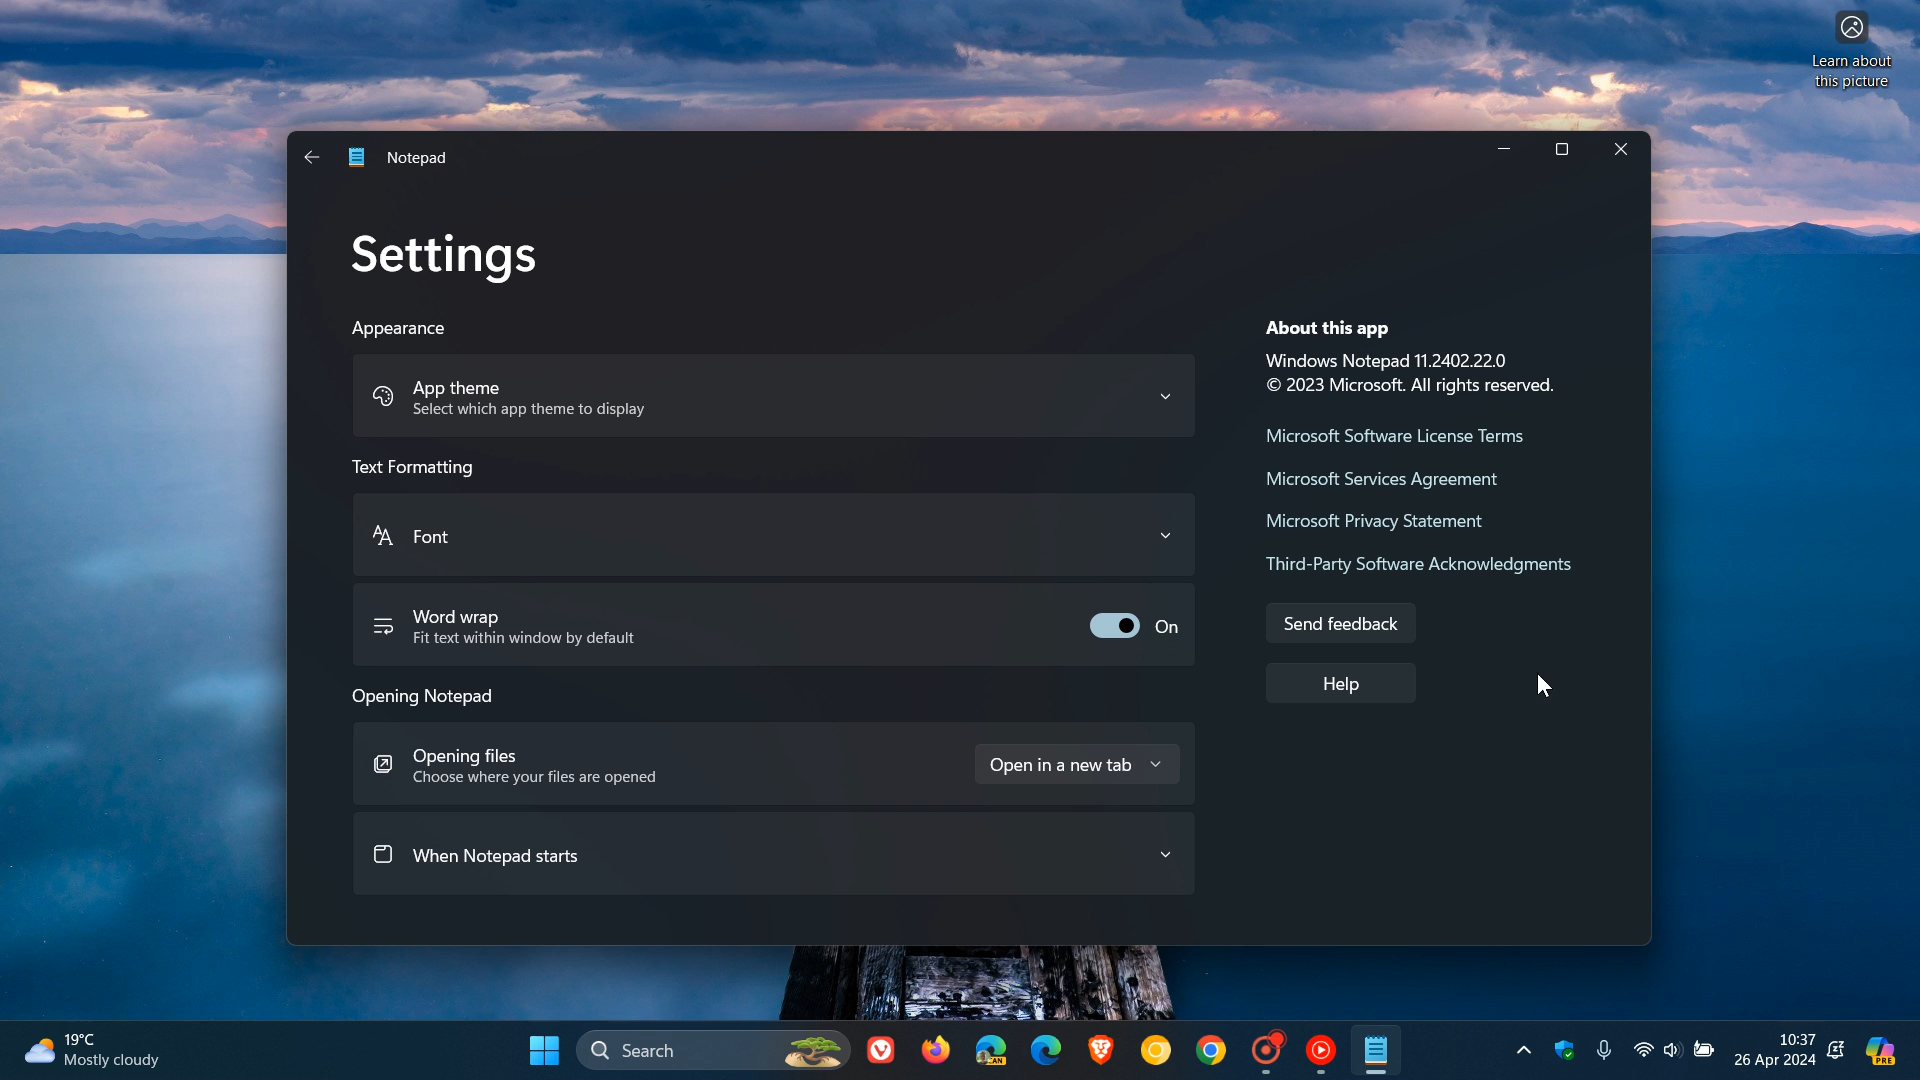 Learn about
this picture
Notepad
Settings
Appearance
App theme
Select which app theme to display
Text Formatting
Font
Word wrap
Fit text within window by default
On
Opening Notepad
Opening files
Choose where your files are opened
Open in a new tab
When Notepad starts
About this app
Windows Notepad 11.2402.22.0
© 2023 Microsoft. All rights reserved.
Microsoft Software License Terms
Microsoft Services Agreement
Microsoft Privacy Statement
Third-Party Software Acknowledgments
Send feedback
Help
19°C
Mostly cloudy
Search
CAN
10:37
26 Apr 2024
PRE